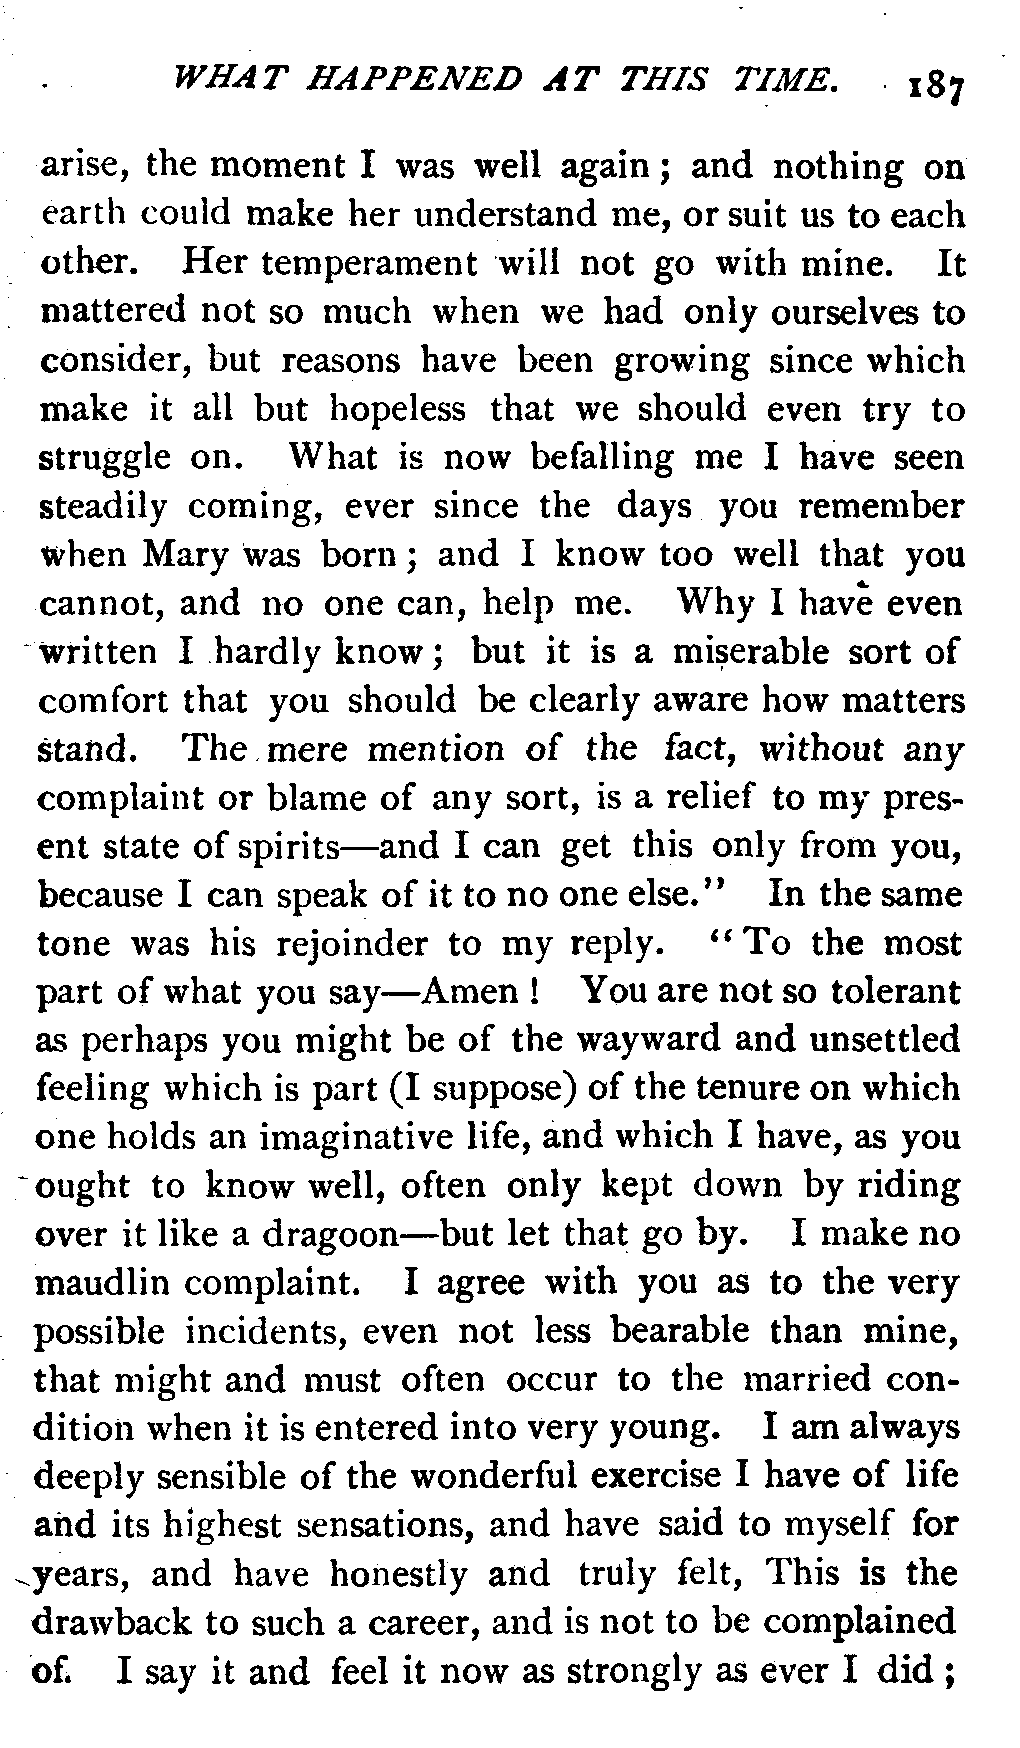 WHAT HAPPENED AT THIS TIME. 187
arise, the moment I was well again ; and nothing on
earth could make her understand me, or suit us to each
other. Her temperament will not go with mine. It
mattered not so much when we had only ourselves to
consider, but reasons have been growing since which
make it all but hopeless that we should even try to
struggle on. What is now befalling me I have seen
steadily coming, ever since the days you remember
when Mary was born ; and I know too well that you
cannot, and no one can, help me. Why I have even
written I hardly know ; but it is a miserable sort of
comfort that you should be clearly aware how matters
stand. The mere mention of the fact, without any
complaint or blame of any sort, is a relief to my pres-
ent state of spirits—and I can get this only from you,
because I can speak of it to no one else." In the same
tone was his rejoinder to my reply. "To the most
part of what you say—Amen ! You are not so tolerant
as perhaps you might be of the wayward and unsettled
feeling which is part (I suppose) of the tenure on which
one holds an imaginative life, and which I have, as you
ought to know well, often only kept down by riding
over it like a dragoon—but let that go by. I make no
maudlin complaint. I agree with you as to the very
possible incidents, even not less bearable than mine,
that might and must often occur to the married con-
dition when it is entered into very young. I am always
deeply sensible of the wonderful exercise I have of life
and its highest sensations, and have said to myself for
years, and have honestly and truly felt, This is the
drawback to such a career, and is not to be complained
of. I say it and feel it now as strongly as ever I did ;